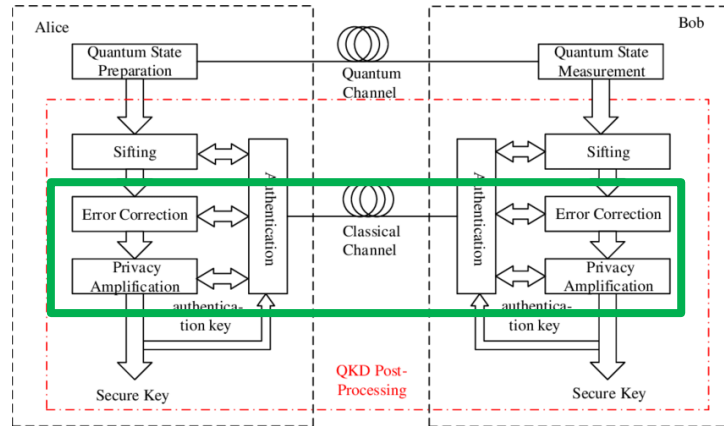 Alice
Bob
Quantum State
Preparation
Quantum
Channel
Quantum State
Measurement
Sifting
Authentication
Authentication
Sifting
Error Correction
Classical
Channel
Error Correction
Privacy
Amplification
Privacy
Amplification
authentica-
tion key
authentica-
tion key
QKD Post-
Processing
Secure Key
Secure Key